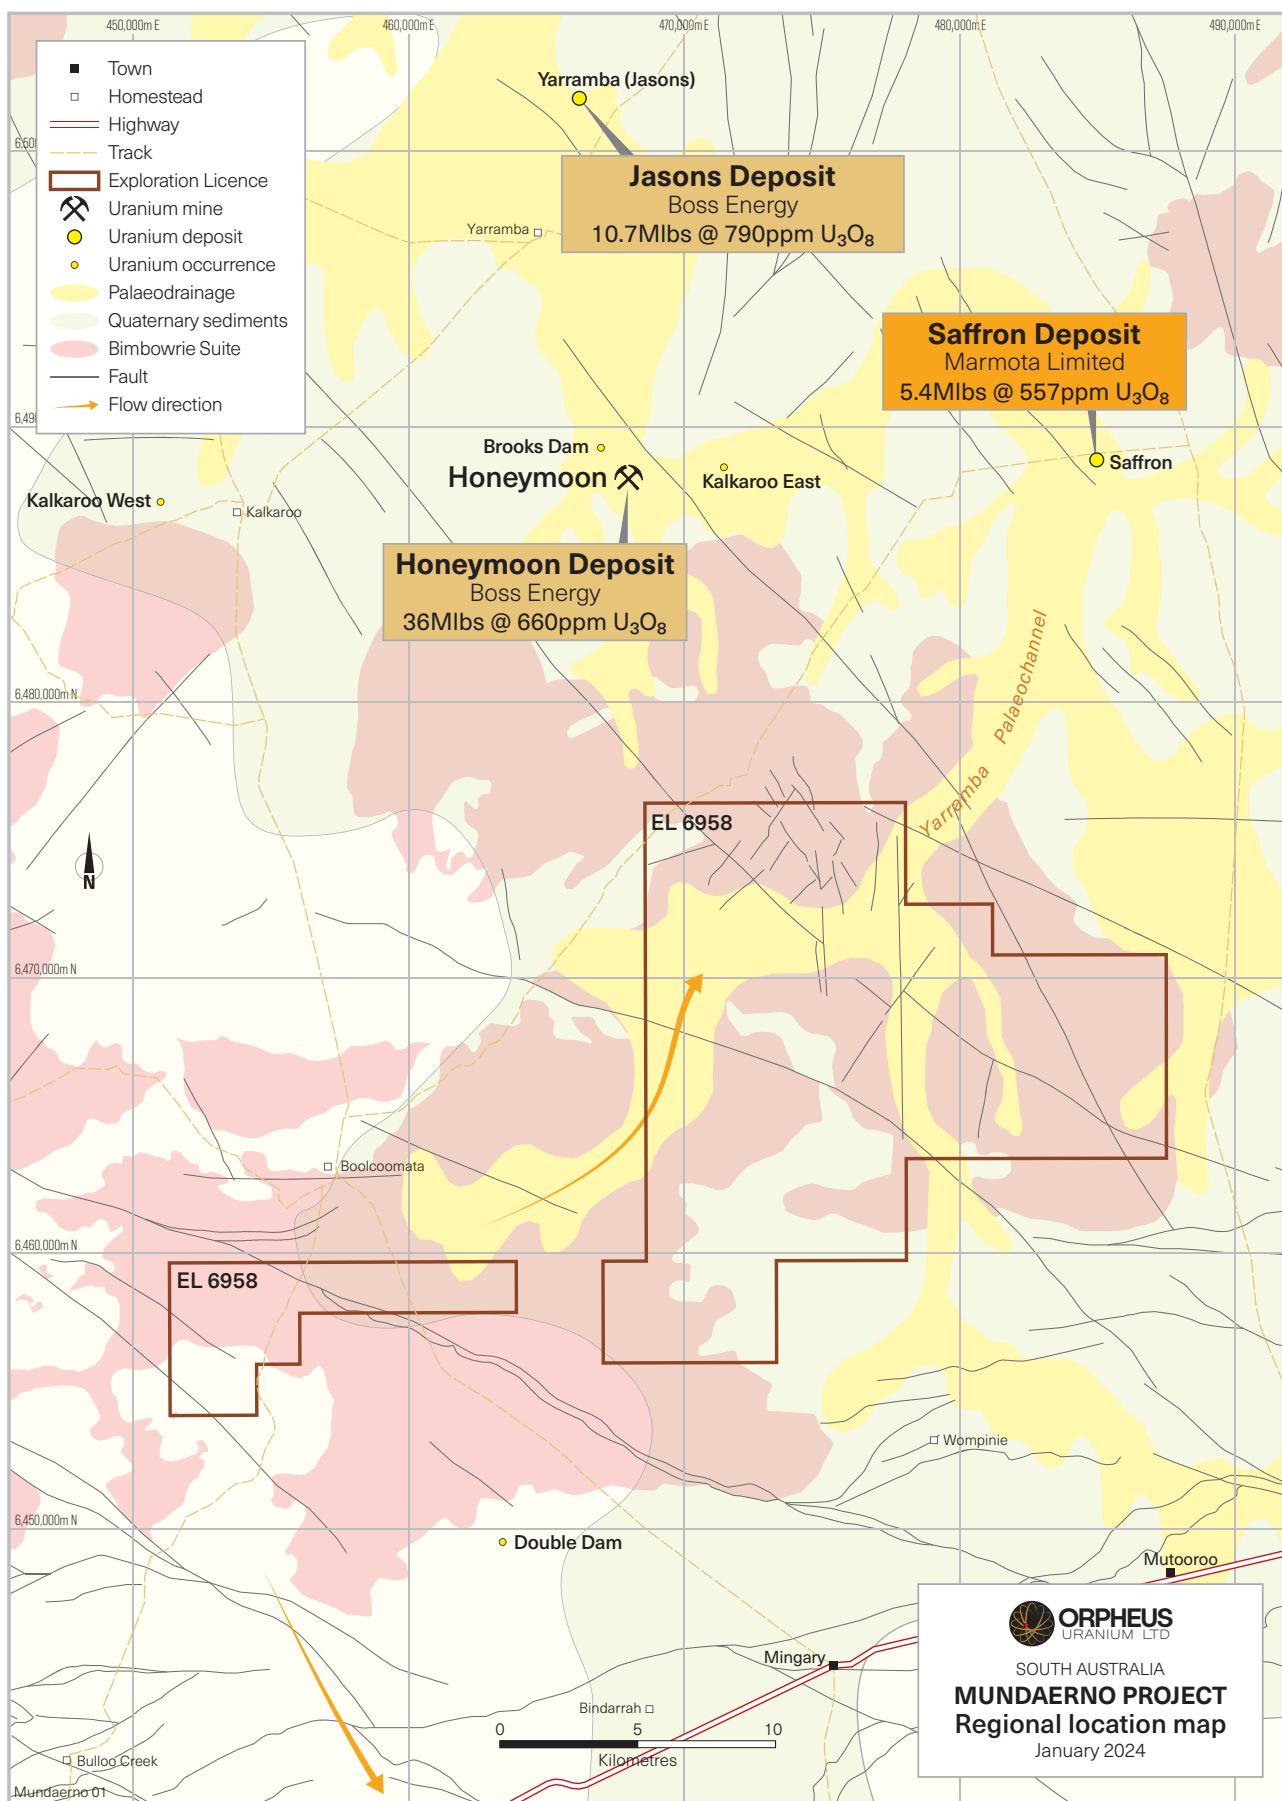 450,000m E
460,000m E
470,000m E
480,000m E
490,000m E
Town
Homestead
Highway
Track
Exploration Licence
Uranium mine
Uranium deposit
Uranium occurrence
Palaeodrainage
Quaternary sediments
Bimbowrie Suite
Fault
Flow direction
Yarramba (Jasons)
Jasons Deposit
Boss Energy
10.7Mlbs @ 790ppm U₃O₈
Yarramba
Saffron Deposit
Marmota Limited
5.4Mlbs @ 557ppm U₃O₈
Saffron
Brooks Dam
Honeymoon
Kalkaroo East
Kalkaroo West
Kalkaroo
Honeymoon Deposit
Boss Energy
36Mlbs @ 660ppm U₃O₈
Yarramba Palaeochannel
6,480,000m N
EL 6958
N
6,470,000m N
Boolcoomata
6,460,000m N
EL 6958
Wompinie
6,450,000m N
Double Dam
Mutooroo
Mingary
Bindarrah
0 5 10
Kilometres
Bulloo Creek
Mundaerno 01
ORPHEUS
URANIUM LTD
SOUTH AUSTRALIA
MUNDAERNO PROJECT
Regional location map
January 2024